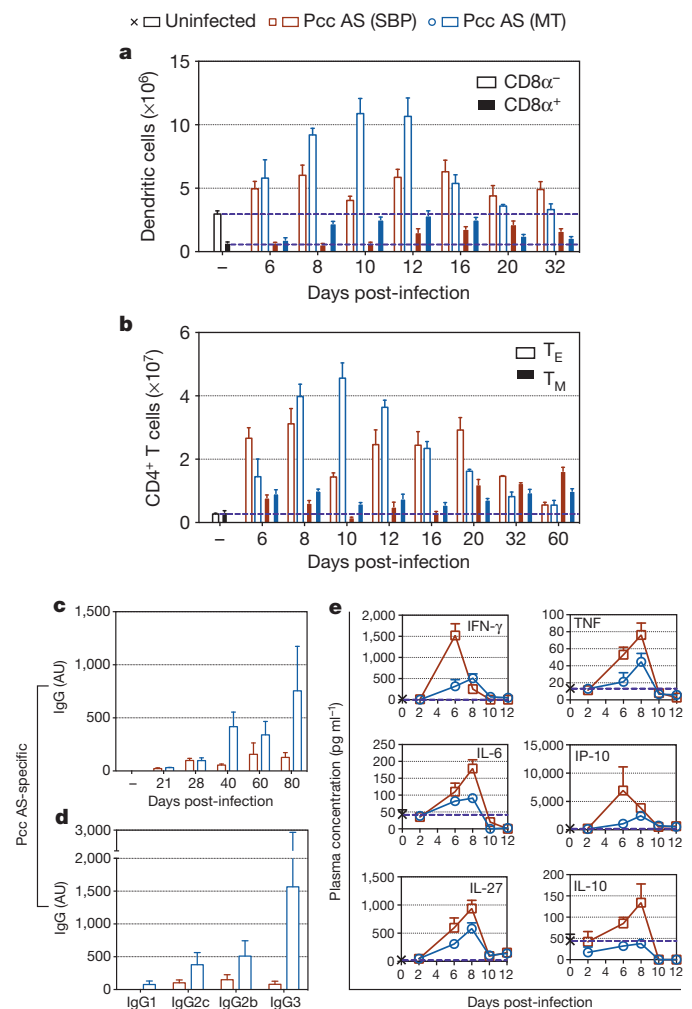 × Uninfected Pcc AS (SBP) Pcc AS (MT)
a
Dendritic cells (×10⁶)
15
10
5
0
CD8α⁻
CD8α⁺
– 6 8 10 12 16 20 32
Days post-infection
b
CD4⁺ T cells (×10⁷)
6
4
2
0
T_E
T_M
– 6 8 10 12 16 20 32 60
Days post-infection
Pcc AS-specific
c
IgG (AU)
1,500
1,000
500
0
– 21 28 40 60 80
Days post-infection
d
IgG (AU)
3,000
2,000
1,500
1,000
500
0
IgG1 IgG2c IgG2b IgG3
e
Plasma concentration (pg ml⁻¹)
IFN-γ
2,000
1,500
1,000
500
0
0 2 4 6 8 10 12
TNF
100
80
60
40
20
0
0 2 4 6 8 10 12
IL-6
250
200
150
100
50
0
0 2 4 6 8 10 12
IP-10
15,000
10,000
5,000
0
0 2 4 6 8 10 12
IL-27
1,500
1,000
500
0
0 2 4 6 8 10 12
IL-10
200
150
100
50
0
0 2 4 6 8 10 12
Days post-infection